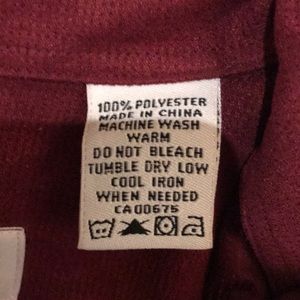 100% POLYESTER
MADE IN CHINA
MACHINE WASH
WARM
DO NOT BLEACH
TUMBLE DRY LOW
COOL IRON
WHEN NEEDED
CA00675